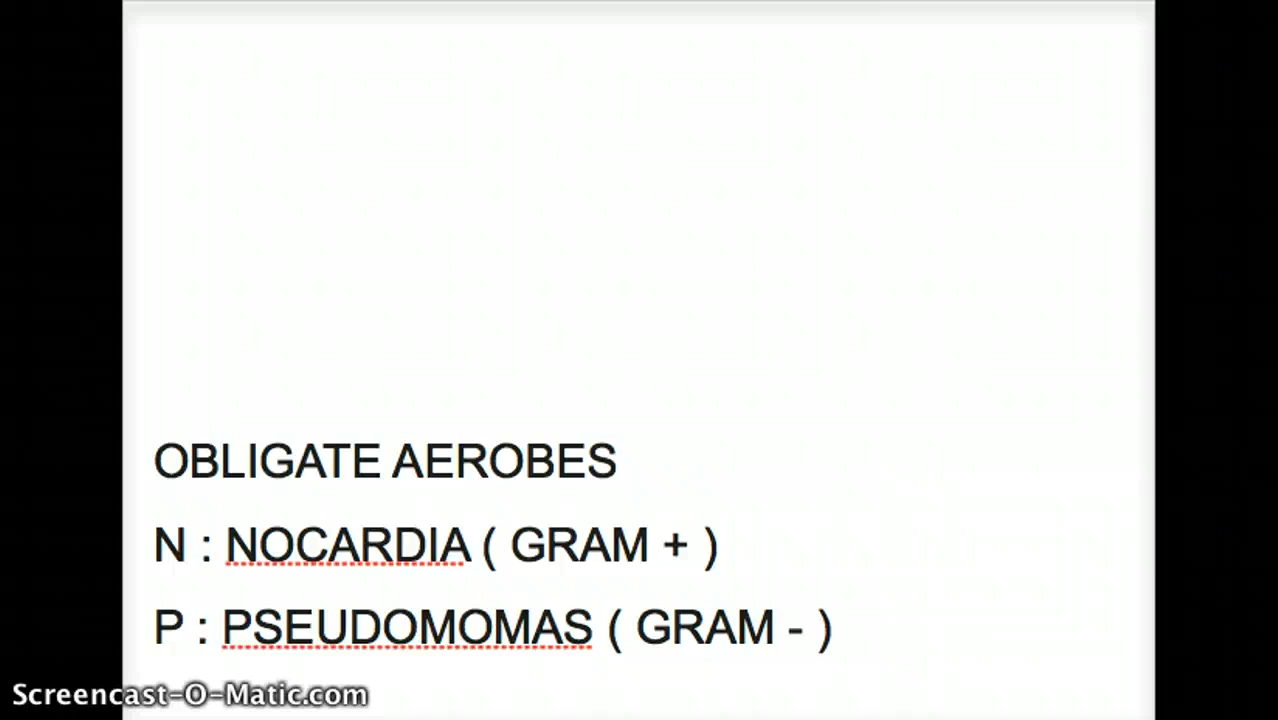 OBLIGATE AEROBES
N : NOCARDIA ( GRAM + )
P : PSEUDOMOMAS ( GRAM - )
Screencast-O-Matic.com